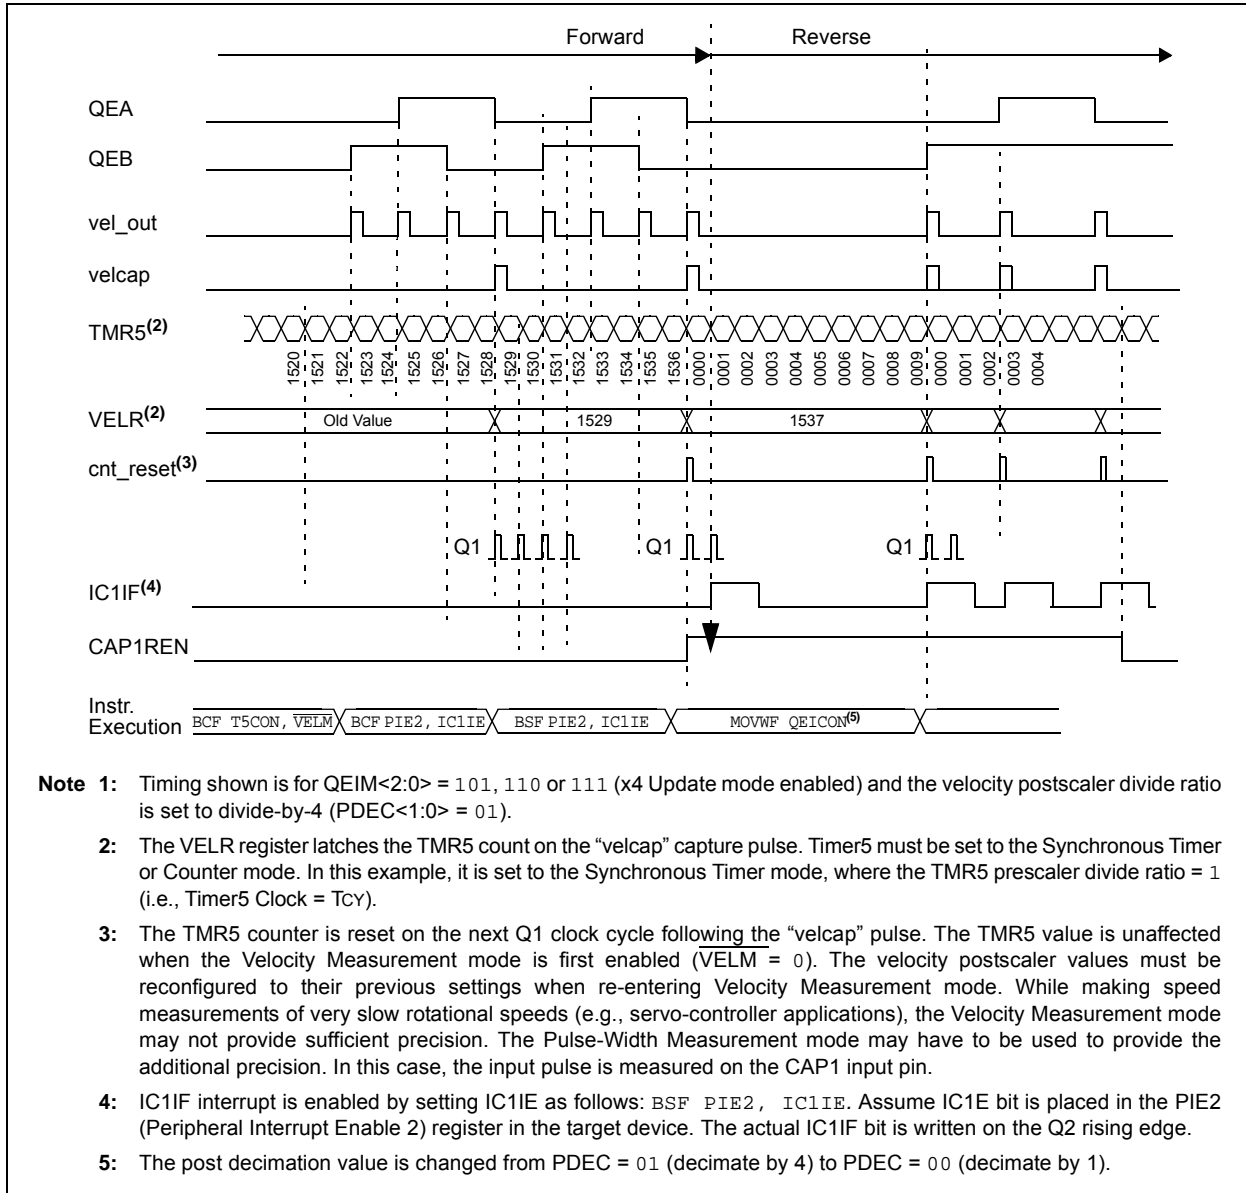 Forward Reverse
QEA
QEB
vel_out
velcap
TMR5(2)
1520 1521 1522 1523 1524 1525 1526 1527 1528 1529 1530 1531 1532 1533 1534 1535 1536 0000 0001 0002 0003 0004 0005 0006 0007 0008 0009 0000 0001 0002 0003 0004
VELR(2) Old Value 1529 1537
cnt_reset(3)
Q1 Q1 Q1
IC1IF(4)
CAP1REN
Instr.
Execution BCF T5CON, VELM BCF PIE2, IC1IE BSF PIE2, IC1IE MOVWF QEICON(5)
Note 1: Timing shown is for QEIM<2:0> = 101, 110 or 111 (x4 Update mode enabled) and the velocity postscaler divide ratio
is set to divide-by-4 (PDEC<1:0> = 01).
2: The VELR register latches the TMR5 count on the “velcap” capture pulse. Timer5 must be set to the Synchronous Timer
or Counter mode. In this example, it is set to the Synchronous Timer mode, where the TMR5 prescaler divide ratio = 1
(i.e., Timer5 Clock = TCY).
3: The TMR5 counter is reset on the next Q1 clock cycle following the “velcap” pulse. The TMR5 value is unaffected
when the Velocity Measurement mode is first enabled (VELM = 0). The velocity postscaler values must be
reconfigured to their previous settings when re-entering Velocity Measurement mode. While making speed
measurements of very slow rotational speeds (e.g., servo-controller applications), the Velocity Measurement mode
may not provide sufficient precision. The Pulse-Width Measurement mode may have to be used to provide the
additional precision. In this case, the input pulse is measured on the CAP1 input pin.
4: IC1IF interrupt is enabled by setting IC1IE as follows: BSF PIE2, IC1IE. Assume IC1E bit is placed in the PIE2
(Peripheral Interrupt Enable 2) register in the target device. The actual IC1IF bit is written on the Q2 rising edge.
5: The post decimation value is changed from PDEC = 01 (decimate by 4) to PDEC = 00 (decimate by 1).